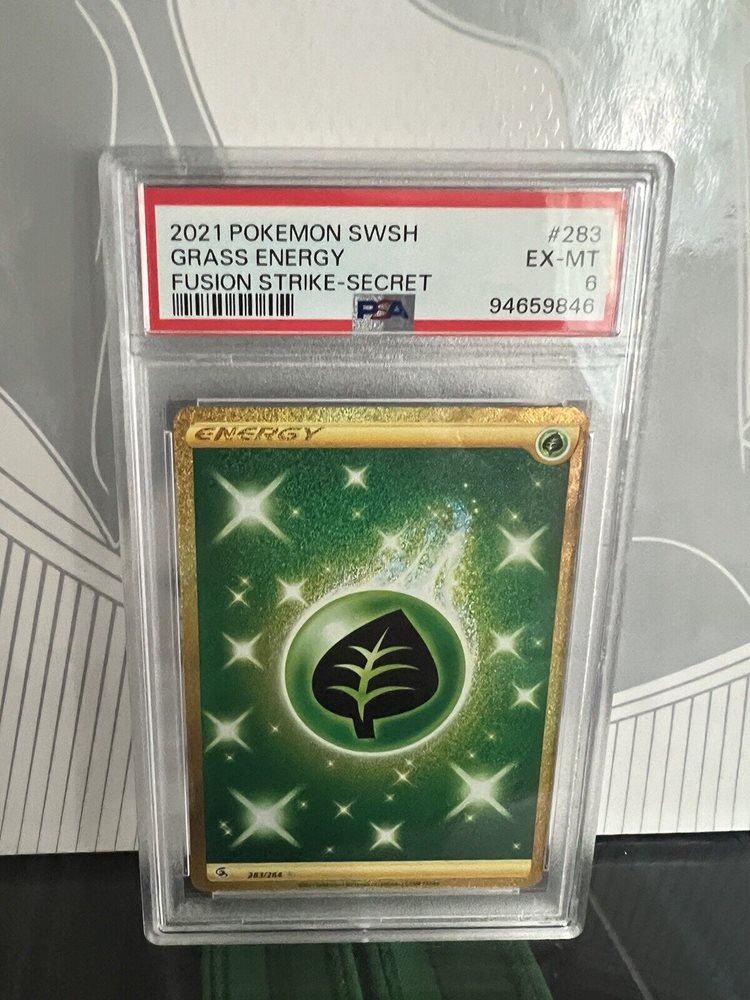 2021 POKEMON SWSH #283
GRASS ENERGY EX-MT
FUSION STRIKE-SECRET 6
PSA 94659846
ENERGY
283/264